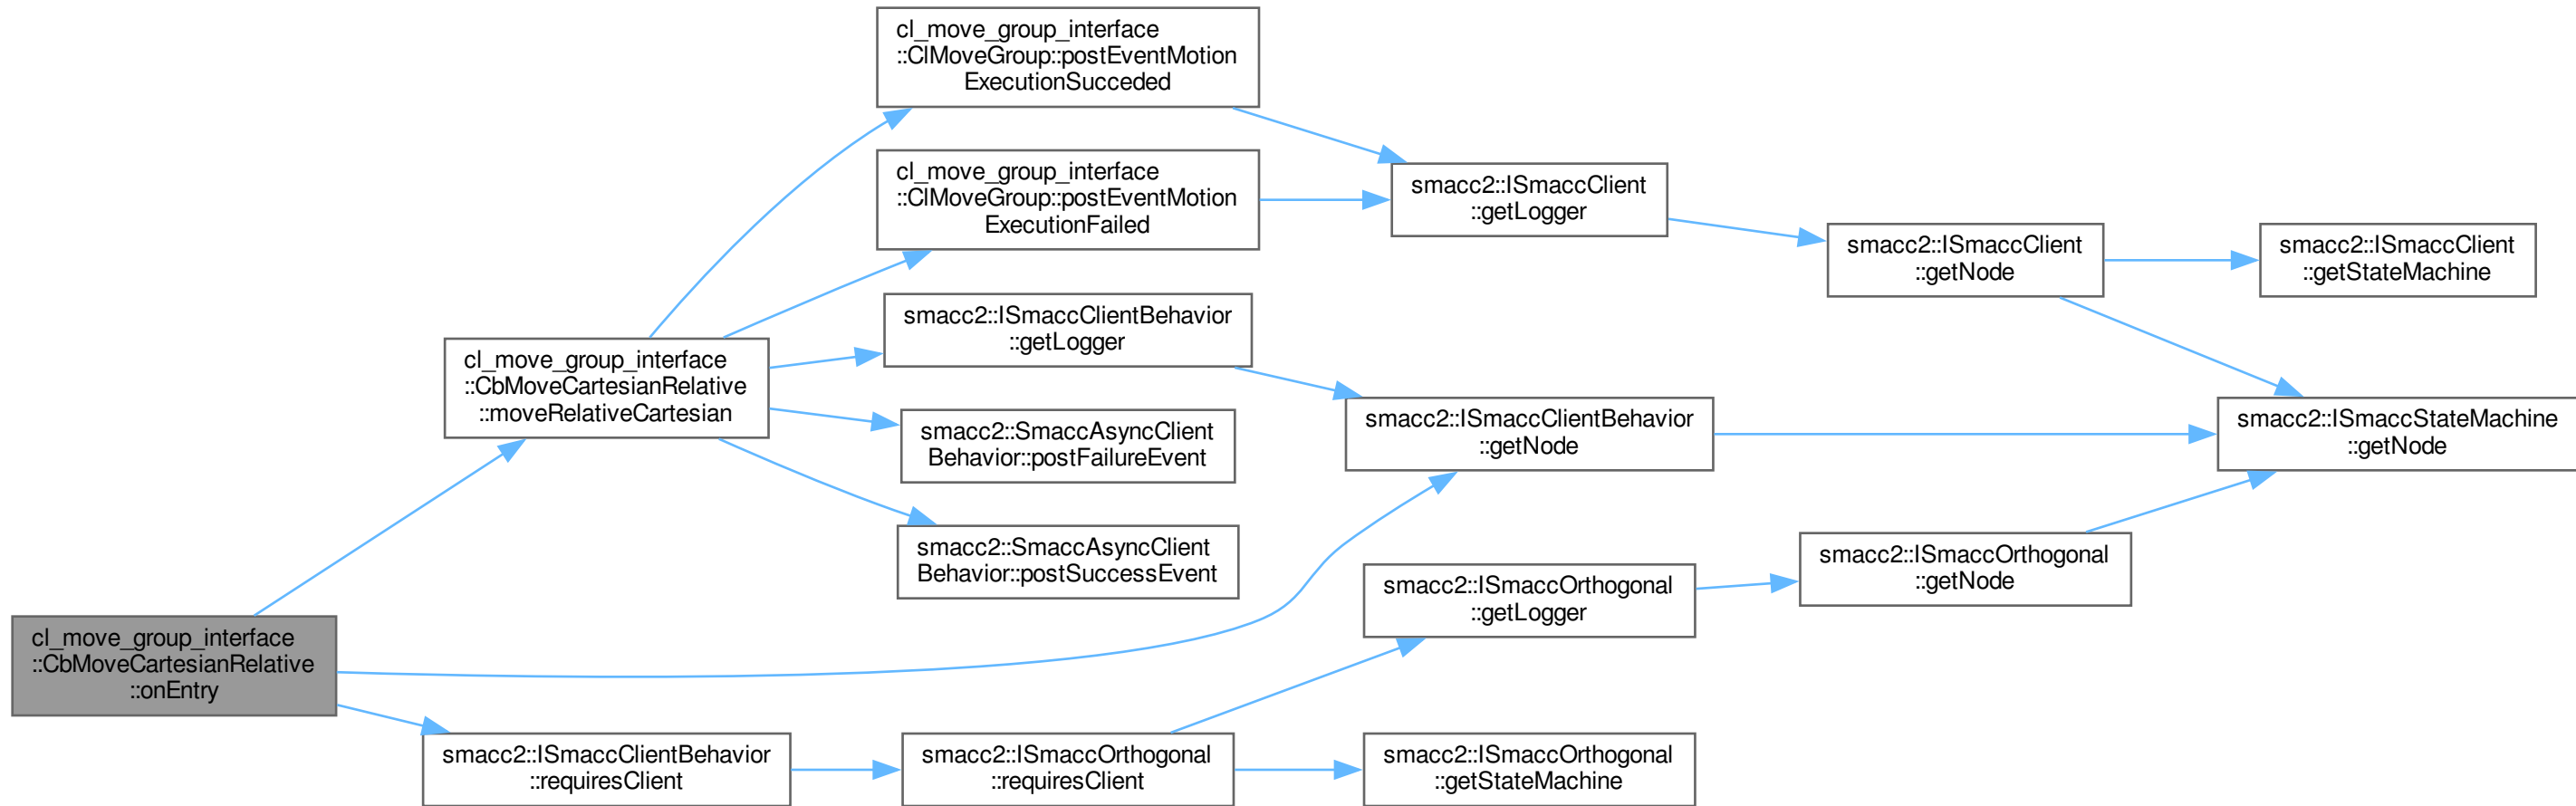 cl_move_group_interface
::ClMoveGroup::postEventMotion
ExecutionSucceded
cl_move_group_interface
::ClMoveGroup::postEventMotion
ExecutionFailed
smacc2::ISmaccClient
::getLogger
smacc2::ISmaccClient
::getNode
smacc2::ISmaccClient
::getStateMachine
smacc2::ISmaccClientBehavior
::getLogger
cl_move_group_interface
::CbMoveCartesianRelative
::moveRelativeCartesian
smacc2::SmaccAsyncClient
Behavior::postFailureEvent
smacc2::ISmaccClientBehavior
::getNode
smacc2::ISmaccStateMachine
::getNode
smacc2::SmaccAsyncClient
Behavior::postSuccessEvent
smacc2::ISmaccOrthogonal
::getLogger
smacc2::ISmaccOrthogonal
::getNode
cl_move_group_interface
::CbMoveCartesianRelative
::onEntry
smacc2::ISmaccClientBehavior
::requiresClient
smacc2::ISmaccOrthogonal
::requiresClient
smacc2::ISmaccOrthogonal
::getStateMachine